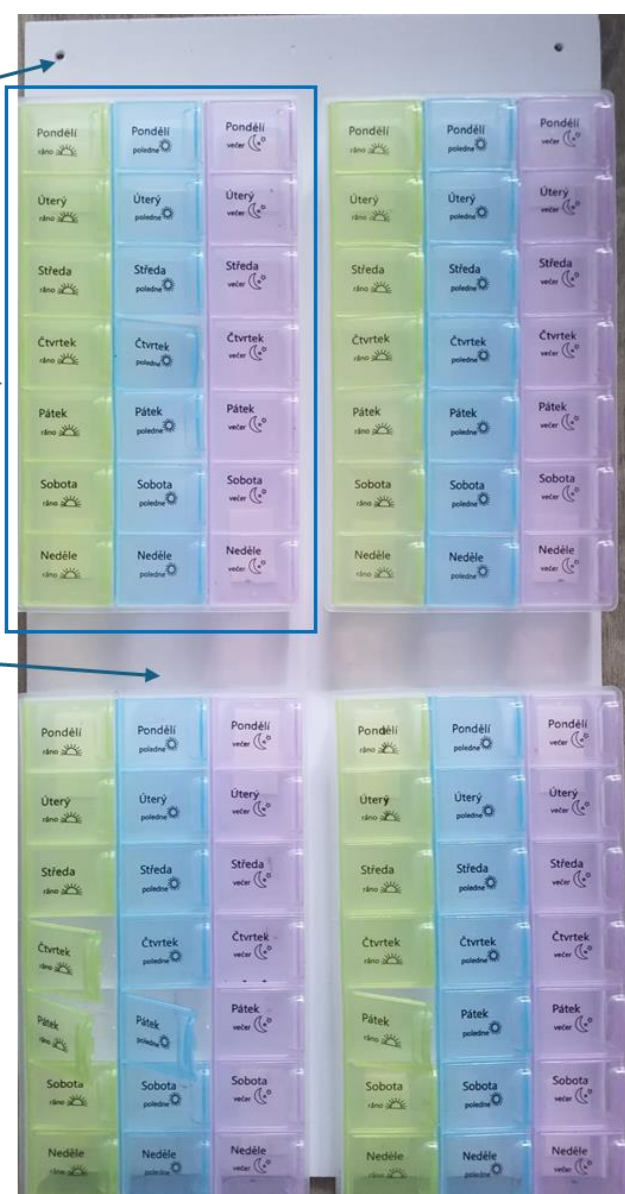 Pondělí Pondělí Pondělí Pondělí Pondělí Pondělí
ráno poledne večer ráno poledne večer
Úterý Úterý Úterý Úterý Úterý Úterý
ráno poledne večer ráno poledne večer
Středa Středa Středa Středa Středa Středa
ráno poledne večer ráno poledne večer
Čtvrtek Čtvrtek Čtvrtek Čtvrtek Čtvrtek Čtvrtek
ráno poledne večer ráno poledne večer
Pátek Pátek Pátek Pátek Pátek Pátek
ráno poledne večer ráno poledne večer
Sobota Sobota Sobota Sobota Sobota Sobota
ráno poledne večer ráno poledne večer
Neděle Neděle Neděle Neděle Neděle Neděle
ráno poledne večer ráno poledne večer
Pondělí Pondělí Pondělí Pondělí Pondělí Pondělí
ráno poledne večer ráno poledne večer
Úterý Úterý Úterý Úterý Úterý Úterý
ráno poledne večer ráno poledne večer
Středa Středa Středa Středa Středa Středa
ráno poledne večer ráno poledne večer
Čtvrtek Čtvrtek Čtvrtek Čtvrtek Čtvrtek Čtvrtek
ráno poledne večer ráno poledne večer
Pátek Pátek Pátek Pátek Pátek Pátek
ráno poledne večer ráno poledne večer
Sobota Sobota Sobota Sobota Sobota Sobota
ráno poledne večer ráno poledne večer
Neděle Neděle Neděle Neděle Neděle Neděle
ráno poledne večer ráno poledne večer